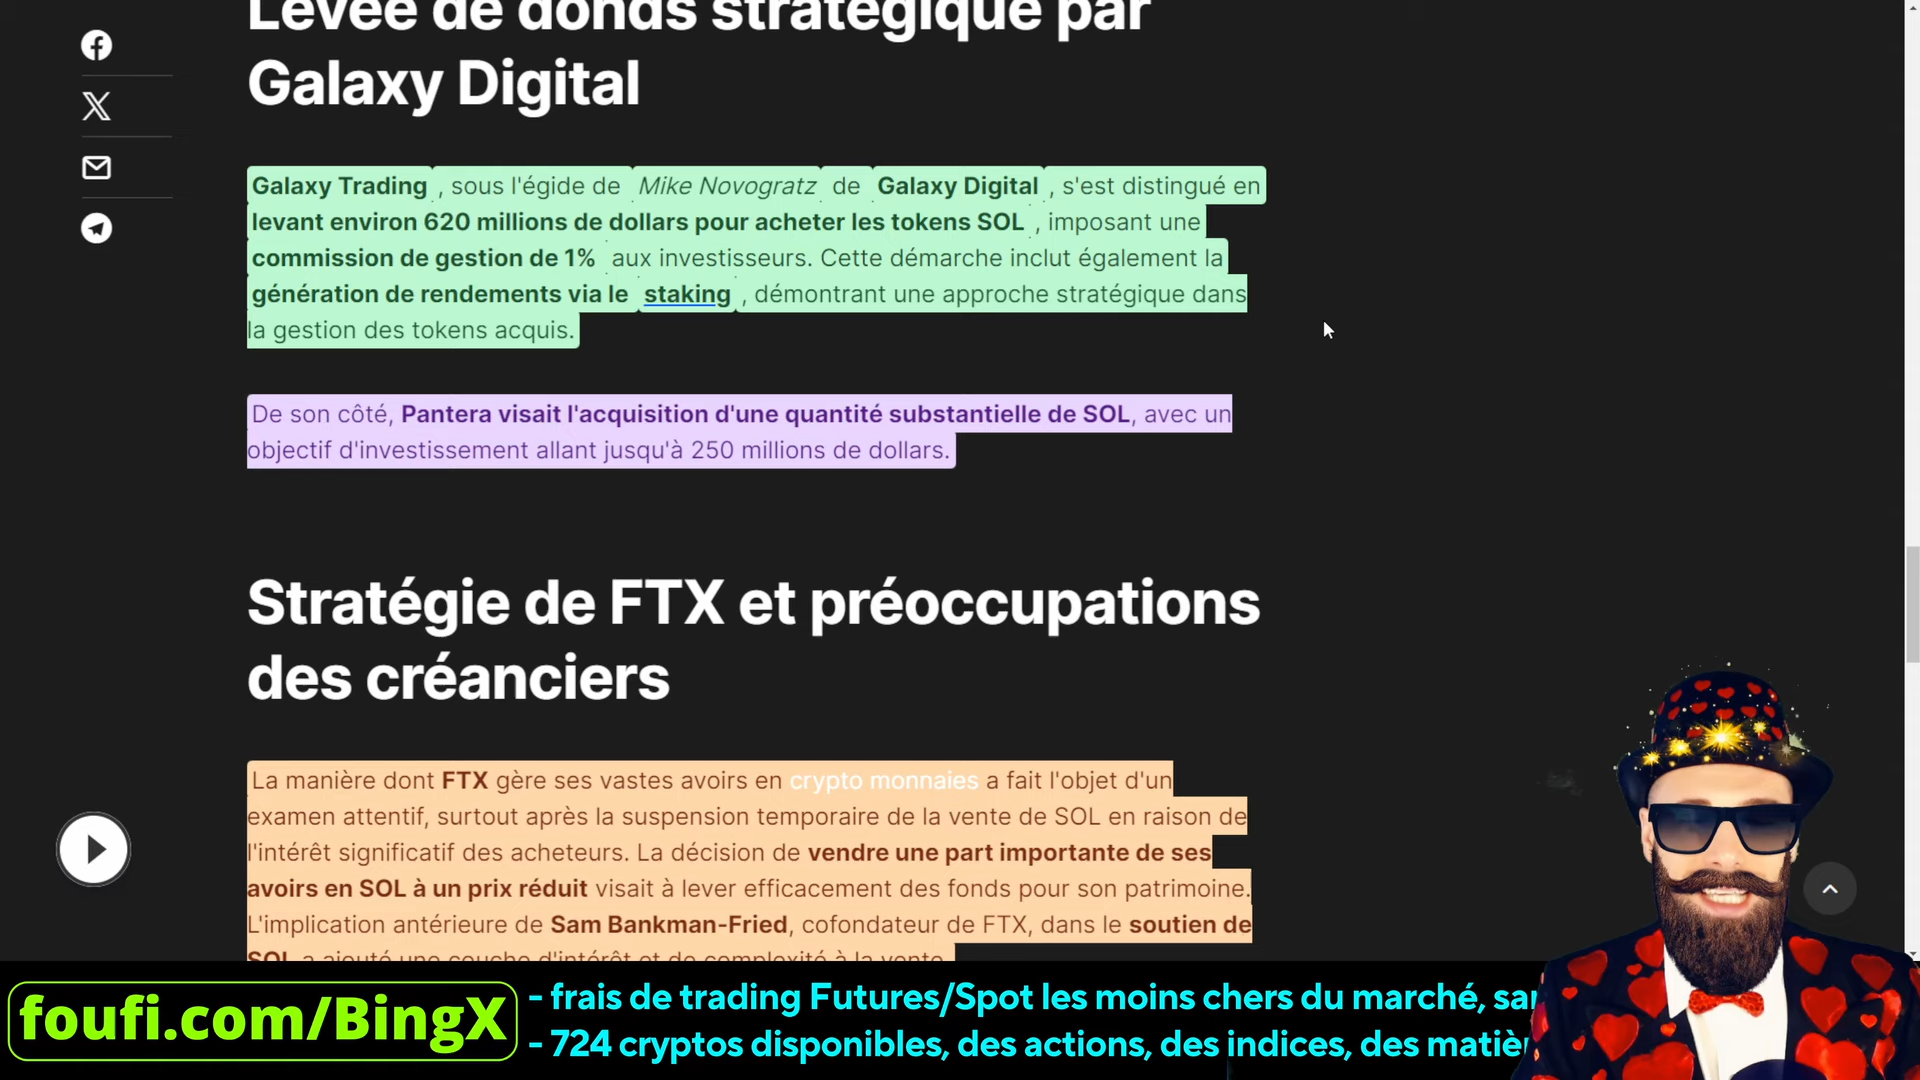 Levée de donds stratégique par
Galaxy Digital
Galaxy Trading , sous l'égide de Mike Novogratz de Galaxy Digital , s'est distingué en
levant environ 620 millions de dollars pour acheter les tokens SOL , imposant une
commission de gestion de 1% aux investisseurs. Cette démarche inclut également la
génération de rendements via le staking , démontrant une approche stratégique dans
la gestion des tokens acquis.
De son côté, Pantera visait l'acquisition d'une quantité substantielle de SOL, avec un
objectif d'investissement allant jusqu'à 250 millions de dollars.
Stratégie de FTX et préoccupations
des créanciers
La manière dont FTX gère ses vastes avoirs en crypto monnaies a fait l'objet d'un
examen attentif, surtout après la suspension temporaire de la vente de SOL en raison de
l'intérêt significatif des acheteurs. La décision de vendre une part importante de ses
avoirs en SOL à un prix réduit visait à lever efficacement des fonds pour son patrimoine.
L'implication antérieure de Sam Bankman-Fried, cofondateur de FTX, dans le soutien de
SOL a ajouté une couche d'intérêt et de complexité à la vente.
foufi.com/BingX
- frais de trading Futures/Spot les moins chers du marché, san
- 724 cryptos disponibles, des actions, des indices, des matièr